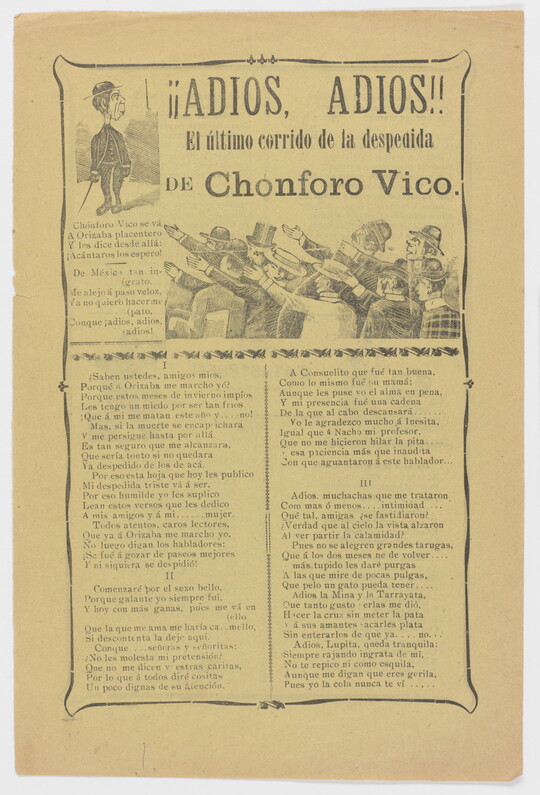 ¡¡ADIOS, ADIOS!!
El último corrido de la despedida
DE Chónforo Vico.
Chónforo Vico se vá
A Orizaba placentero
Y les dice desde allá:
¡Acántaros los espero!
De México tan in-
(grato,
Me alejo á paso veloz,
Ya no quiero hacerme
(pato,
Conque ¡adios, adios,
(adios!
I
¿Saben ustedes, amigos mios,
Porqué á Orizaba me marcho yó?
Porque estos meses de invierno impíos
Les tengo un miedo por ser tan fríos
¡Que á mi me matan este año y....no!
Mas, si la muerte se encapichara
Y me persigue hasta por allá.
Es tan seguro que me alcanzara,
Que sería tonto si no quedara
Ya despedido de los de acá.
Por eso esta hoja que hoy les publico
Mi despedida triste vá á ser,
Por eso humilde yo les suplico
Lean estos versos que les dedico
A mis amigos y á mi......mujer.
Todos atentos, caros lectores,
Que ya á Orizaba me marcho yo,
No luego digan los habladores:
¡Se fué á gozar de paseos mejores
Y ni siquiera se despidió!
II
Comenzaré por el sexo bello,
Porque galante yo siempre fuí,
Y hoy con más ganas, pues me vá en
(ello
Que la que me ama me haría ca..mello,
Si descontenta la dejo aquí.
Conque....señoras y señoritas:
¿No les molesta mi pretensión?
Que no me dicen vuestras caritas,
Por lo que á todos diré cositas
Un poco dignas de su atención.
A Consuelito que fué tan buena,
Como lo mismo fué su mamá;
Aunque les puse yo el alma en pena,
Y mi presencia fué una cadena
De la que al cabo descansará......
Yo le agradezco mucho á Inesita,
Igual que á Nacho mi profesor,
Que no me hicieron hilar la pita....
y esa paciencia más que inaudita
Con que aguantaron á este hablador...
III
Adios, muchachas que me trataron
Com mas ó menos....intimidad...
Qué tal, amigas, ¿se fastidiaron?
¿Verdad que al cielo la vista alzaron
Al ver partir la calamidad?
Pues no se alegren grandes tarugas,
Que á los dos meses ne de volver....
más tupido les daré purgas
A las que mire de pocas pulgas,
Que pelo un gato pueda tener....
Adios la Mina y la Tarrayata,
Que tanto gusto verlas me dió,
Hacer la cruz sin meter la pata
Y á sus amantes sacarles plata
Sin enterarlos de que ya....no...
Adios, Lupita, queda tranquila:
Siempre rajando ingrata de mí,
No te repico ni como esquila,
Aunque me digan que eres gorila,
Pues yo la cola nunca te ví.....